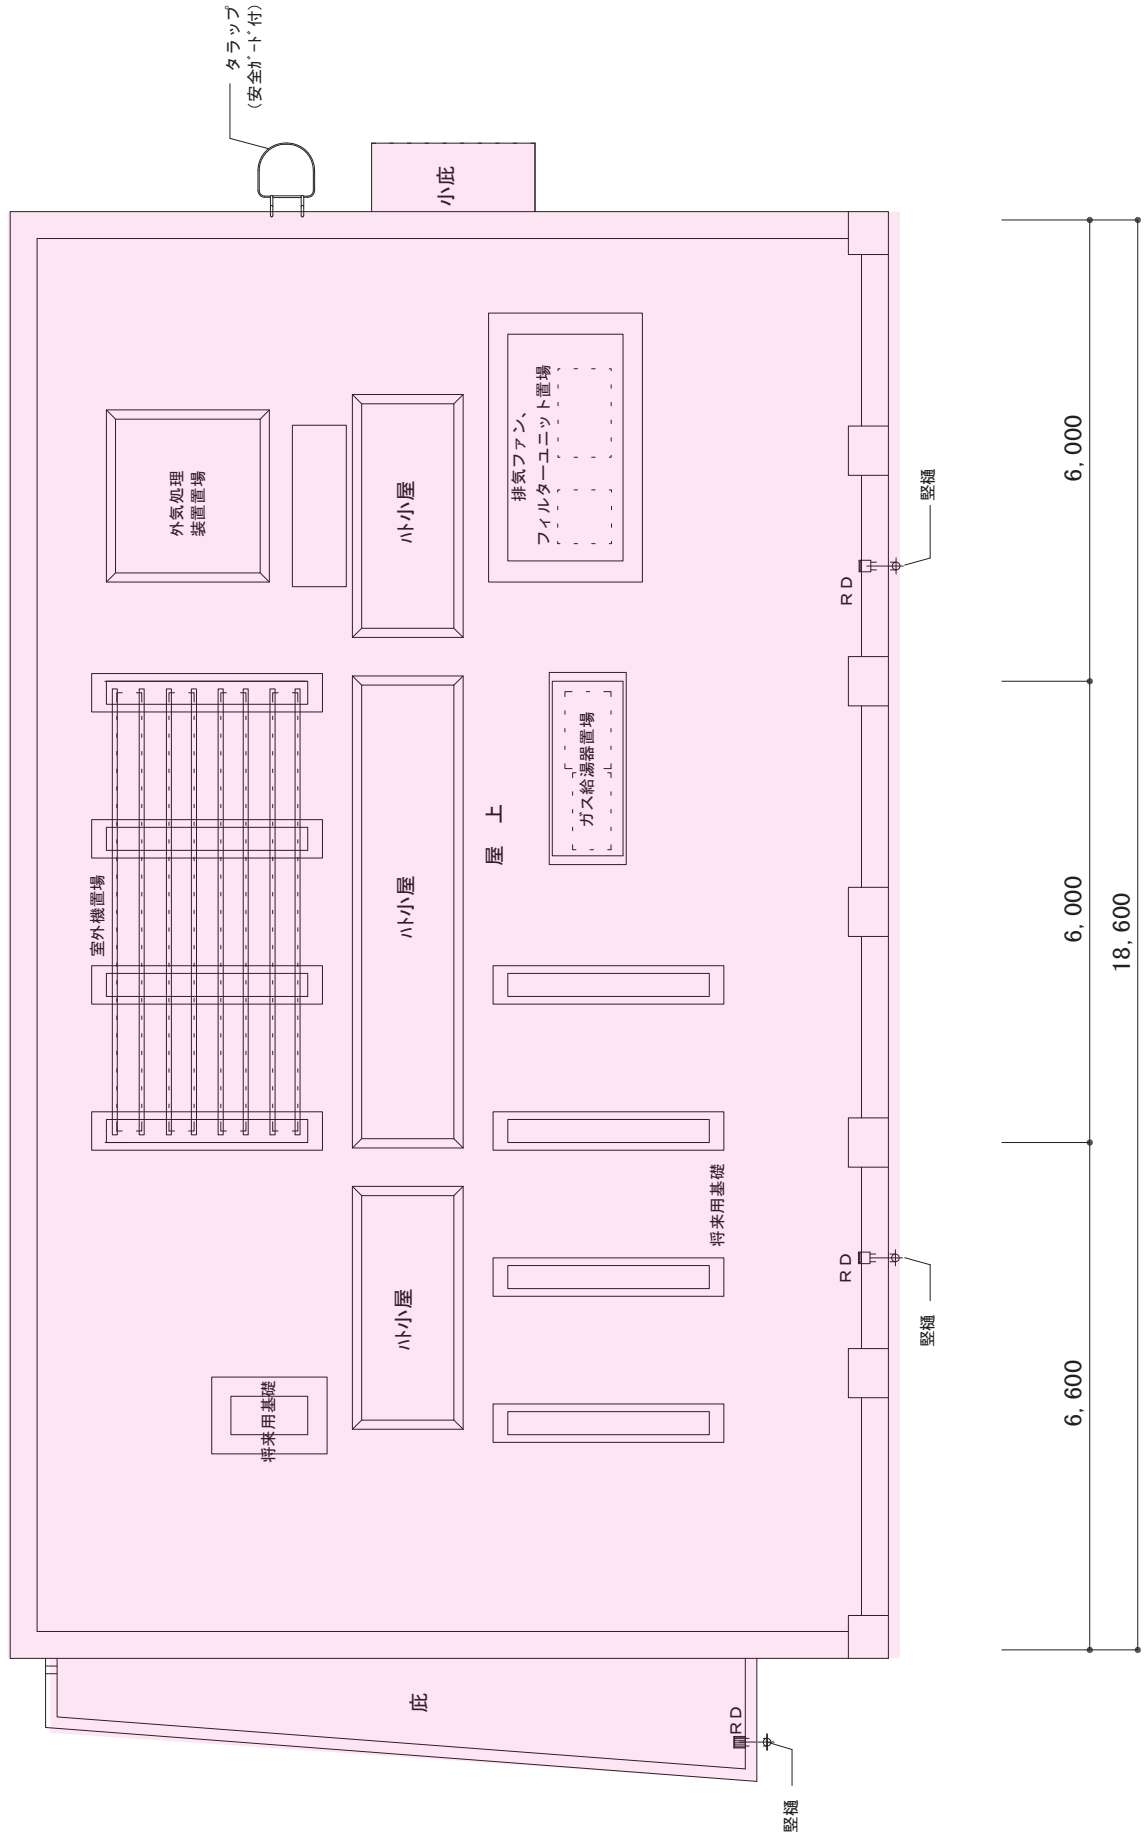 タラップ
（安全ｶﾞｰﾄﾞ付）
小庇
外気処理
装置置場
ﾊﾄ小屋
排気ファン、
フィルターユニット置場
RD
竪樋
6,000
室外機置場
ﾊﾄ小屋
屋上
ガス給湯器置場
6,000
18,600
将来用基礎
ﾊﾄ小屋
将来用基礎
RD
竪樋
6,600
庇
RD
竪樋